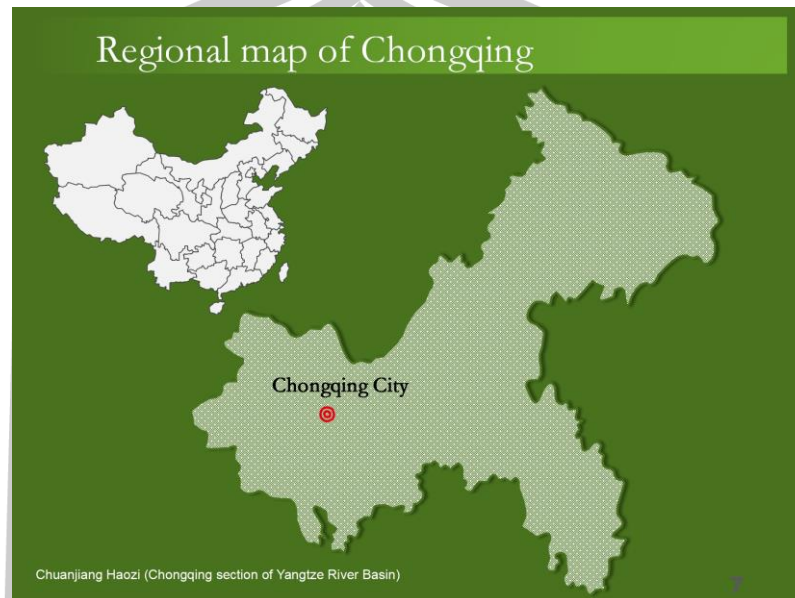 Regional map of Chongqing
Chongqing City
Chuanjiang Haozi (Chongqing section of Yangtze River Basin)
7